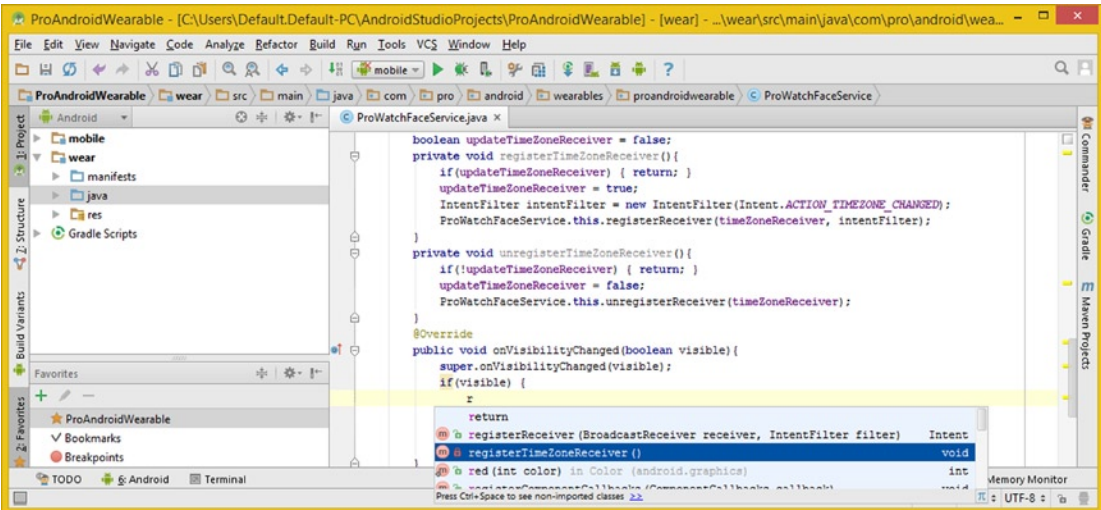 ProAndroidWearable - [C:\Users\Default.Default-PC\AndroidStudioProjects\ProAndroidWearable] - [wear] - ...\wear\src\main\java\com\pro\android\wea...
File Edit View Navigate Code Analyze Refactor Build Run Tools VCS Window Help
mobile
ProAndroidWearable wear src main java com pro android wearables proandroidwearable ProWatchFaceService
1: Project
Z: Structure
Build Variants
2: Favorites
Android
mobile
wear
manifests
java
res
Gradle Scripts
Favorites
ProAndroidWearable
Bookmarks
Breakpoints
ProWatchFaceService.java
boolean updateTimeZoneReceiver = false;
private void registerTimeZoneReceiver(){
if(updateTimeZoneReceiver) { return; }
updateTimeZoneReceiver = true;
IntentFilter intentFilter = new IntentFilter(Intent.ACTION_TIMEZONE_CHANGED);
ProWatchFaceService.this.registerReceiver(timeZoneReceiver, intentFilter);
}
private void unregisterTimeZoneReceiver(){
if(!updateTimeZoneReceiver) { return; }
updateTimeZoneReceiver = false;
ProWatchFaceService.this.unregisterReceiver(timeZoneReceiver);
}
@Override
public void onVisibilityChanged(boolean visible){
super.onVisibilityChanged(visible);
if(visible) {
r
return
registerReceiver(BroadcastReceiver receiver, IntentFilter filter) Intent
registerTimeZoneReceiver() void
red(int color) in Color (android.graphics) int
registerComponentCallbacks(ComponentCallbacks callback) void
Press Ctrl+Space to see non-imported classes >>
}
Commander
Gradle
Maven Projects
TODO 6: Android Terminal Memory Monitor
UTF-8